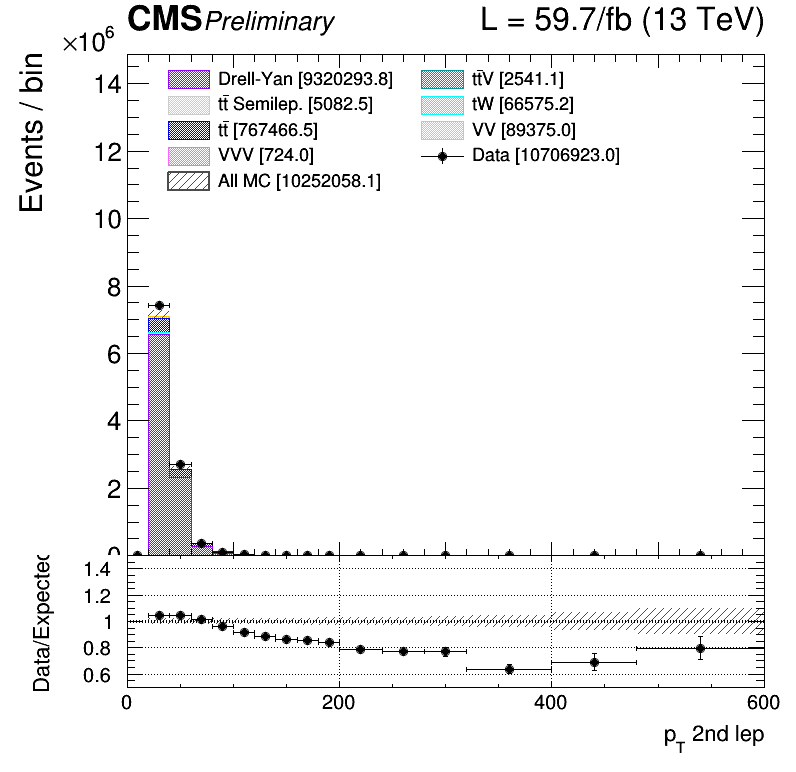 CMS Preliminary L = 59.7/fb (13 TeV)
×10⁶
Events / bin
14
12
10
8
6
4
2
0
Drell-Yan [9320293.8]
tt̄ Semilep. [5082.5]
tt̄ [767466.5]
VVV [724.0]
All MC [10252058.1]
tt̄V [2541.1]
tW [66575.2]
VV [89375.0]
Data [10706923.0]
Data/Expected
1.4
1.2
1
0.8
0.6
0 200 400 600
p_T 2nd lep